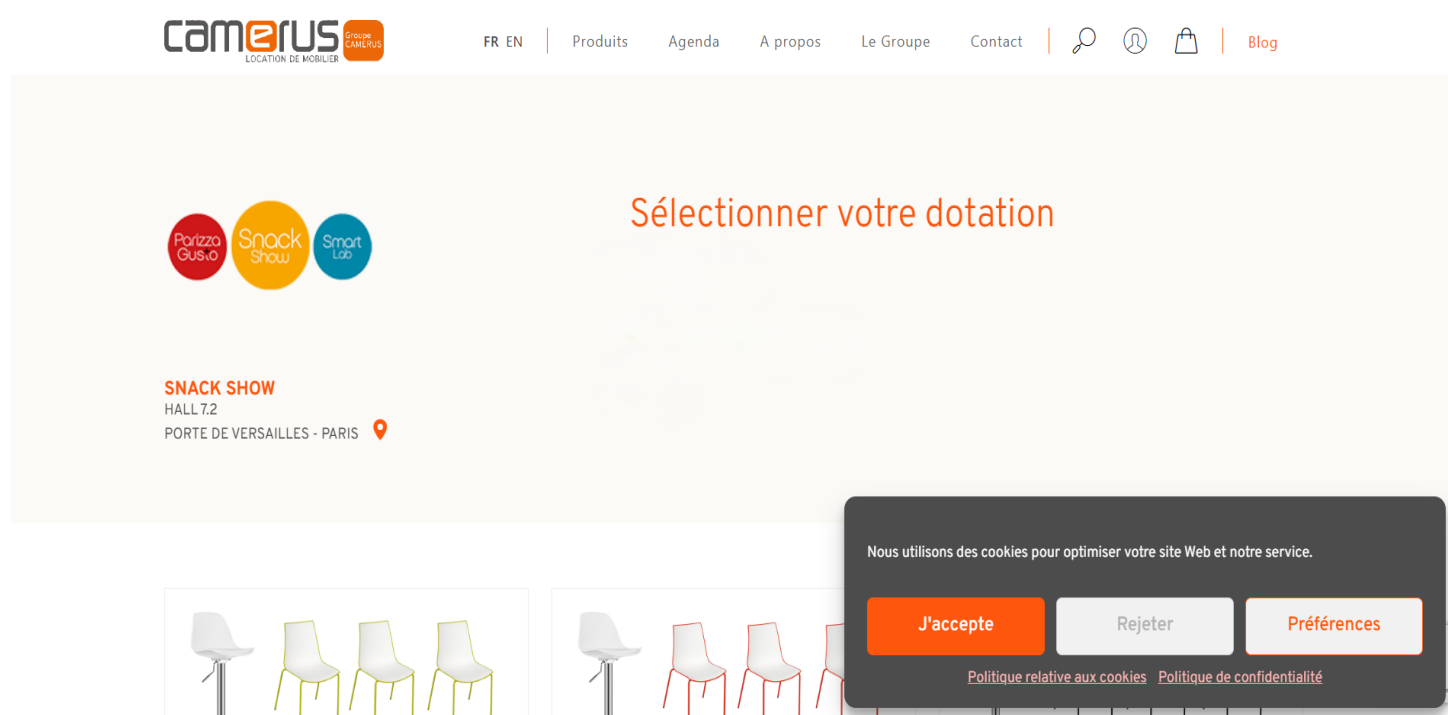 camerus
Groupe
CAMERUS
LOCATION DE MOBILIER
FR EN
Produits
Agenda
A propos
Le Groupe
Contact
Blog
Sélectionner votre dotation
Parizza
Gusto
Snack
Show
Smart
Lab
SNACK SHOW
HALL 7.2
PORTE DE VERSAILLES - PARIS
Nous utilisons des cookies pour optimiser votre site Web et notre service.
J'accepte
Rejeter
Préférences
Politique relative aux cookies
Politique de confidentialité